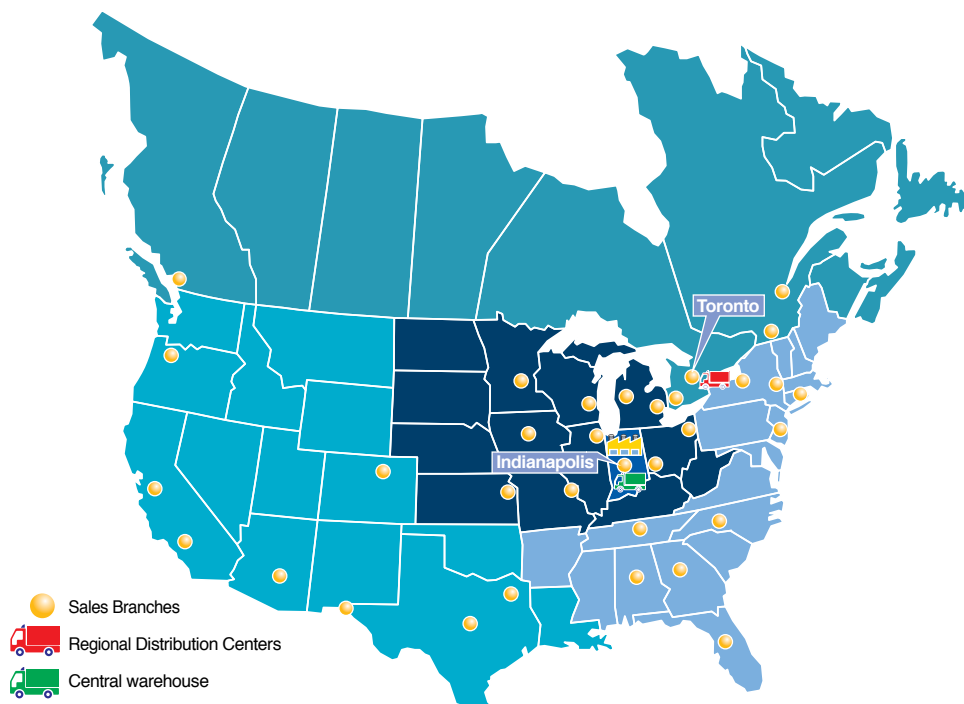 Toronto
Indianapolis
Sales Branches
Regional Distribution Centers
Central warehouse